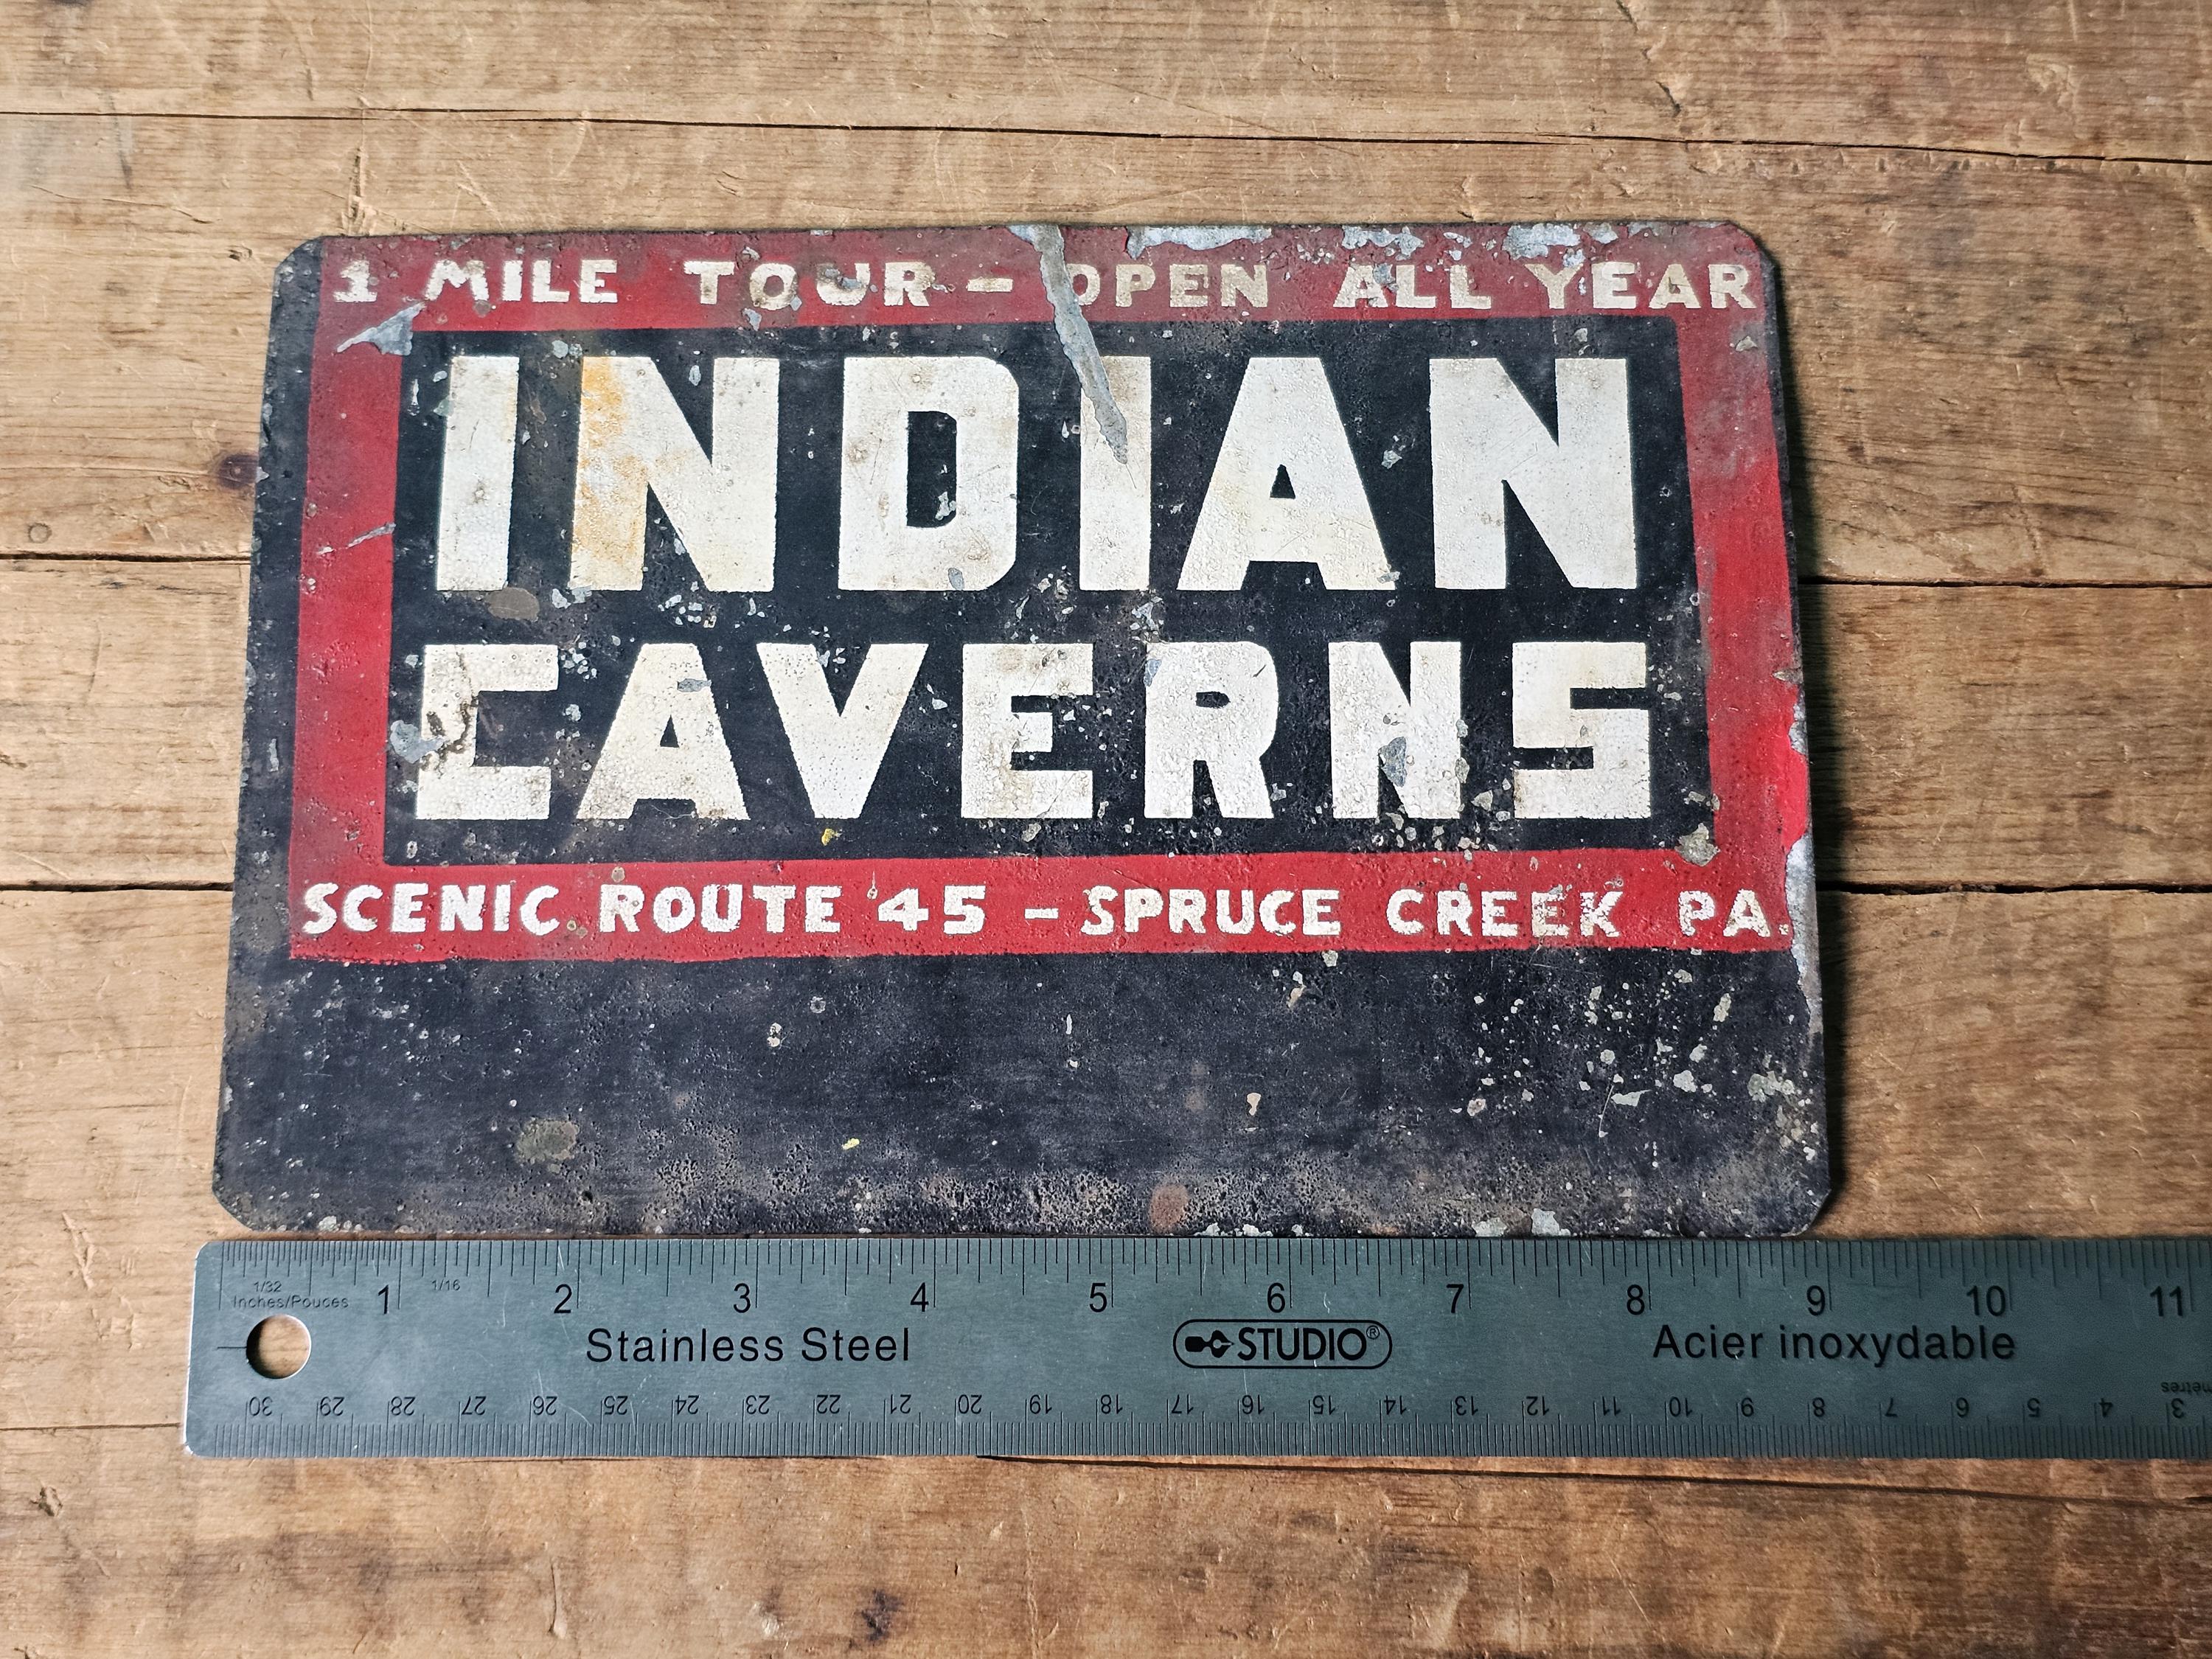 1 MILE TOUR – OPEN ALL YEAR
INDIAN
CAVERNS
SCENIC ROUTE 45 – SPRUCE CREEK PA.
1 2 3 4 5 6 7 8 9 10 11
1/32 1/16
Inches/Pouces
Stainless Steel STUDIO® Acier inoxydable
30 29 28 27 26 25 24 23 22 21 20 19 18 17 16 15 14 13 12 11 10 9 8 7 6 5 4 3